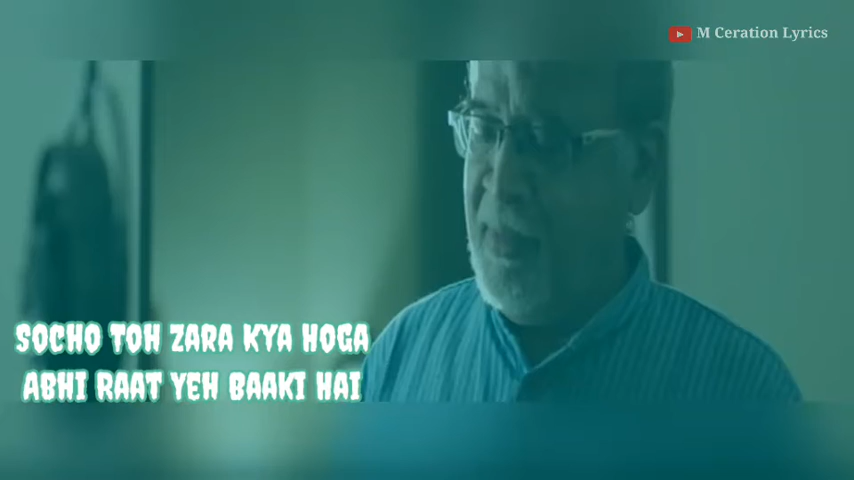 M Ceration Lyrics
SOCHO TOH ZARA KYA HOGA
ABHI RAAT YEH BAAKI HAI